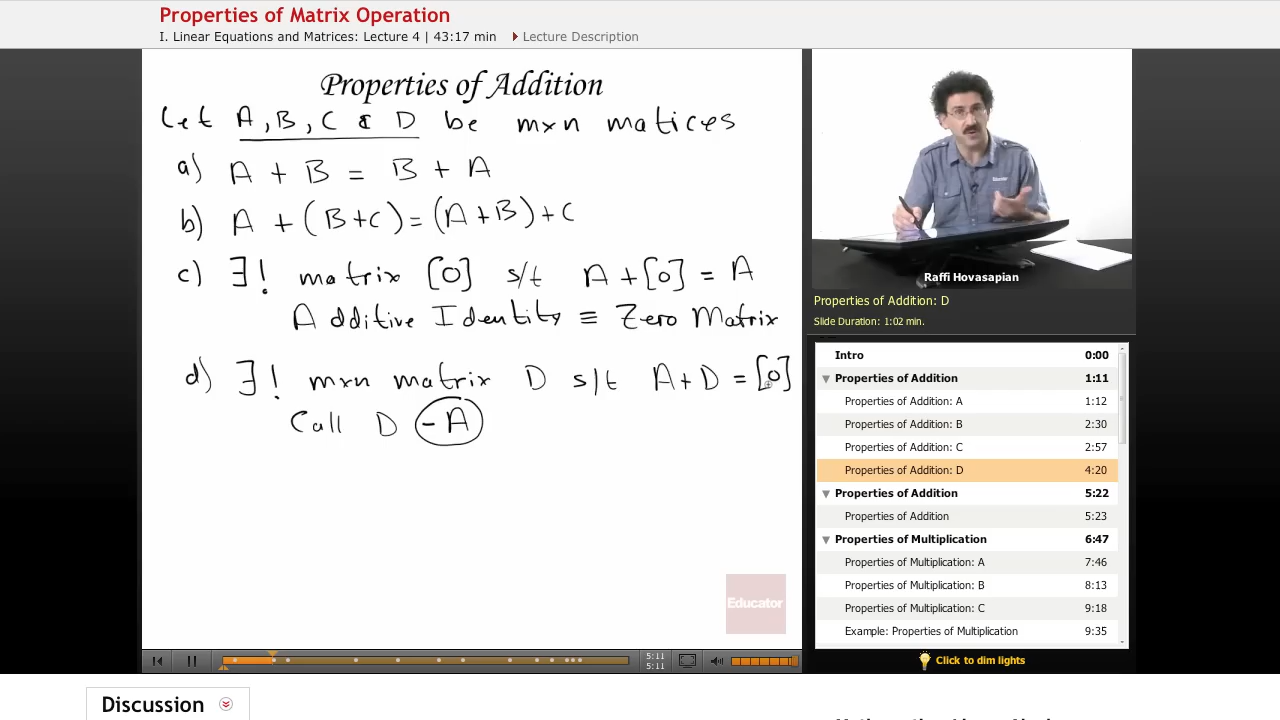 Properties of Matrix Operation
I. Linear Equations and Matrices: Lecture 4 | 43:17 min
Lecture Description
Properties of Addition
Let A, B, C & D be mxn matices
a) A + B = B + A
b) A + (B+C) = (A+B) + C
c) ∃! matrix [0] s/t A + [0] = A
Additive Identity ≡ Zero Matrix
d) ∃! mxn matrix D s/t A+D = [0]
Call D -A
Educator
5:11
5:11
Raffi Hovasapian
Properties of Addition: D
Slide Duration: 1:02 min.
Intro 0:00
Properties of Addition 1:11
Properties of Addition: A 1:12
Properties of Addition: B 2:30
Properties of Addition: C 2:57
Properties of Addition: D 4:20
Properties of Addition 5:22
Properties of Addition 5:23
Properties of Multiplication 6:47
Properties of Multiplication: A 7:46
Properties of Multiplication: B 8:13
Properties of Multiplication: C 9:18
Example: Properties of Multiplication 9:35
Click to dim lights
Discussion